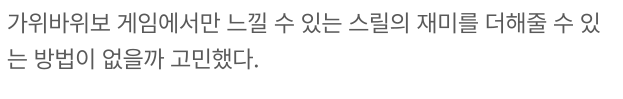 가위바위보 게임에서만 느낄 수 있는 스릴의 재미를 더해줄 수 있
는 방법이 없을까 고민했다.